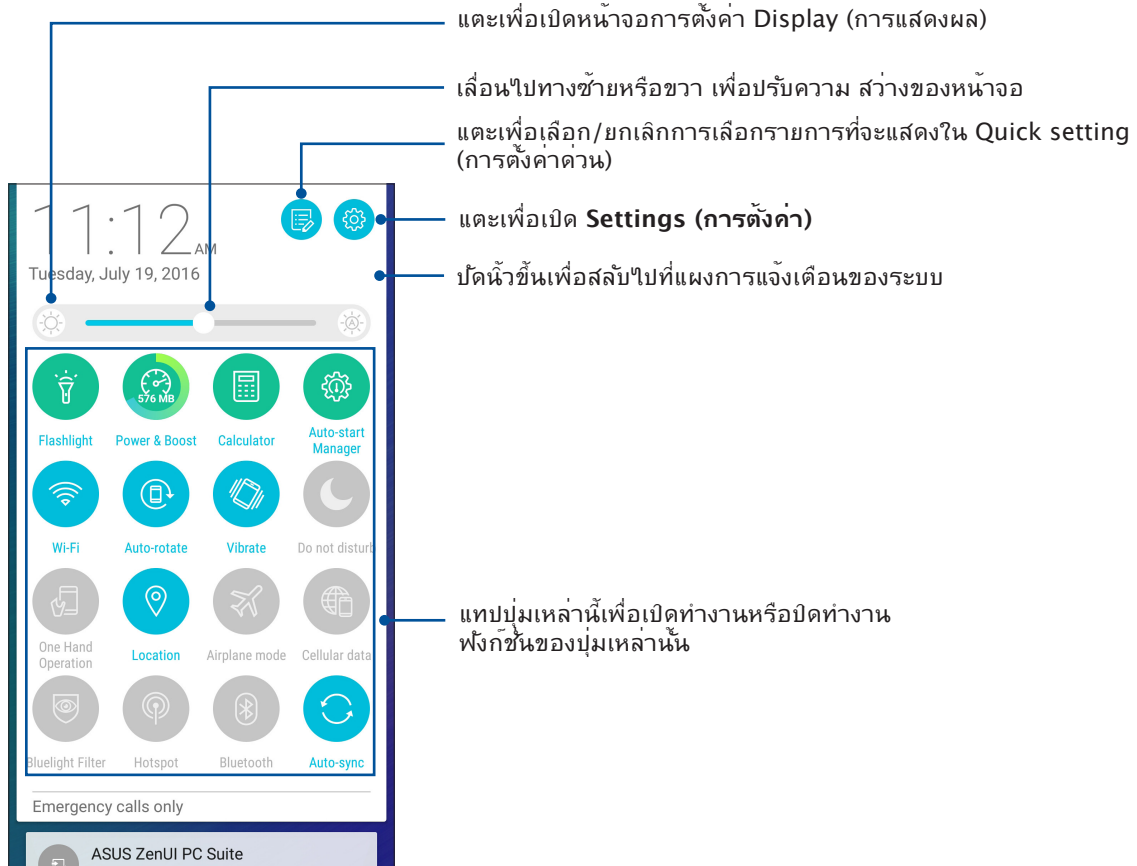 แตะเพื่อเปิดหน้าจอการตั้งค่า Display (การแสดงผล)
เลื่อนไปทางซ้ายหรือขวา เพื่อปรับความ สว่างของหน้าจอ
แตะเพื่อเลือก/ยกเลิกการเลือกรายการที่จะแสดงใน Quick setting
(การตั้งค่าด่วน)
แตะเพื่อเปิด Settings (การตั้งค่า)
ปัดนิ้วขึ้นเพื่อสลับไปที่แผงการแจ้งเตือนของระบบ
11:12 AM
Tuesday, July 19, 2016
A
576 MB
Flashlight Power & Boost Calculator Auto-start
Manager
Wi-Fi Auto-rotate Vibrate Do not disturb
แทปปุ่มเหล่านี้เพื่อเปิดทำงานหรือปิดทำงาน
ฟังก์ชั่นของปุ่มเหล่านั้น
One Hand
Operation Location Airplane mode Cellular data
Bluelight Filter Hotspot Bluetooth Auto-sync
Emergency calls only
ASUS ZenUI PC Suite